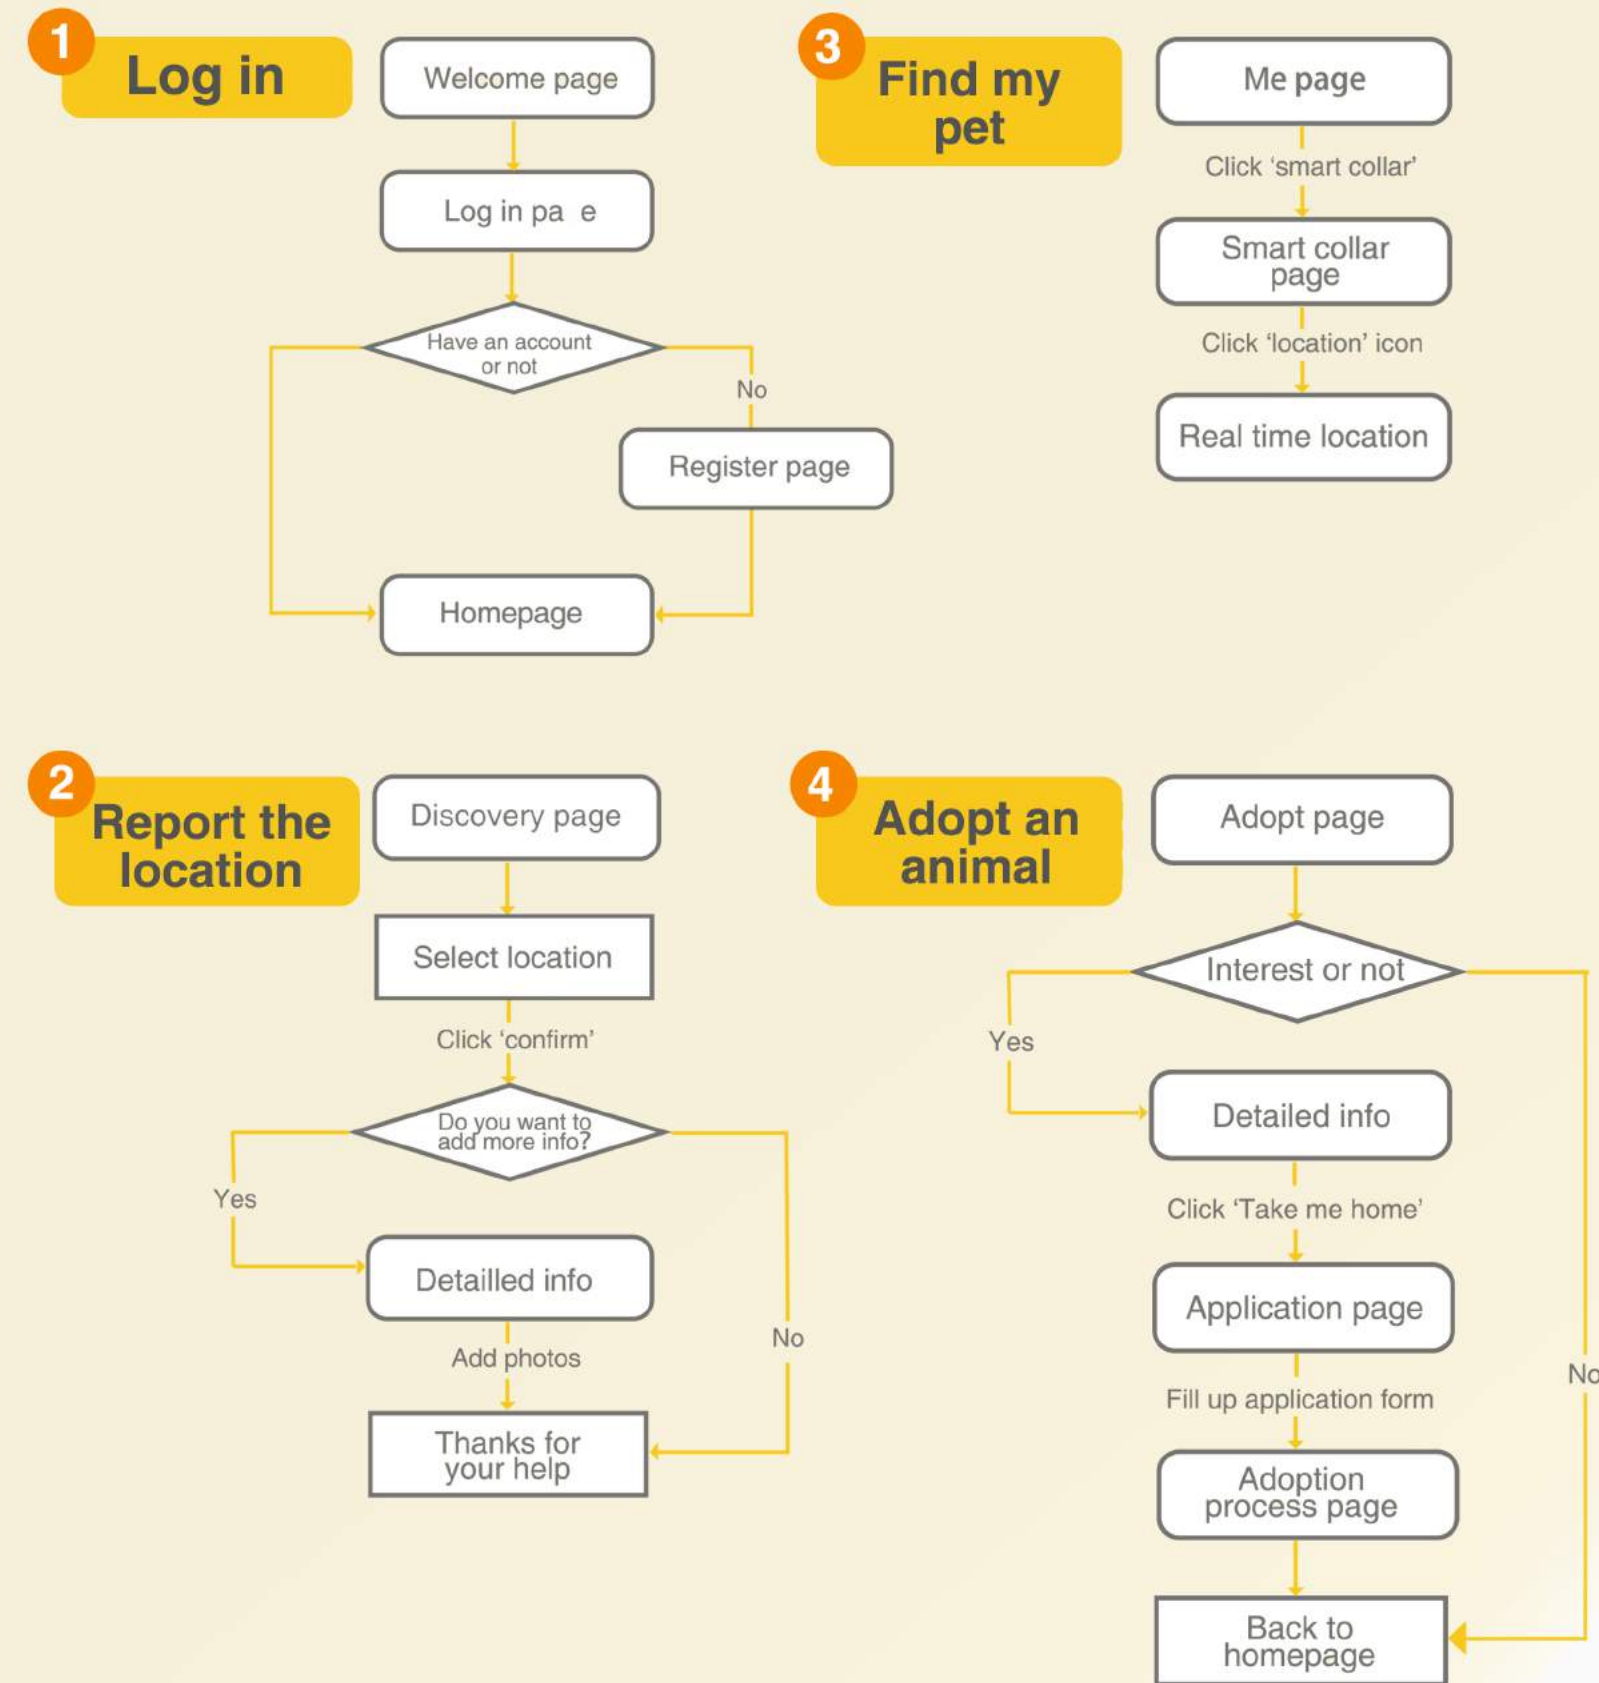 1
Log in
Welcome page
Log in pa e
Have an account
or not
No
Register page
Homepage
3
Find my
pet
Me page
Click ‘smart collar’
Smart collar
page
Click ‘location’ icon
Real time location
2
Report the
location
Discovery page
Select location
Click ‘confirm’
Do you want to
add more info?
Yes
Detailled info
No
Add photos
Thanks for
your help
4
Adopt an
animal
Adopt page
Interest or not
Yes
Detailed info
Click ‘Take me home’
Application page
No
Fill up application form
Adoption
process page
Back to
homepage